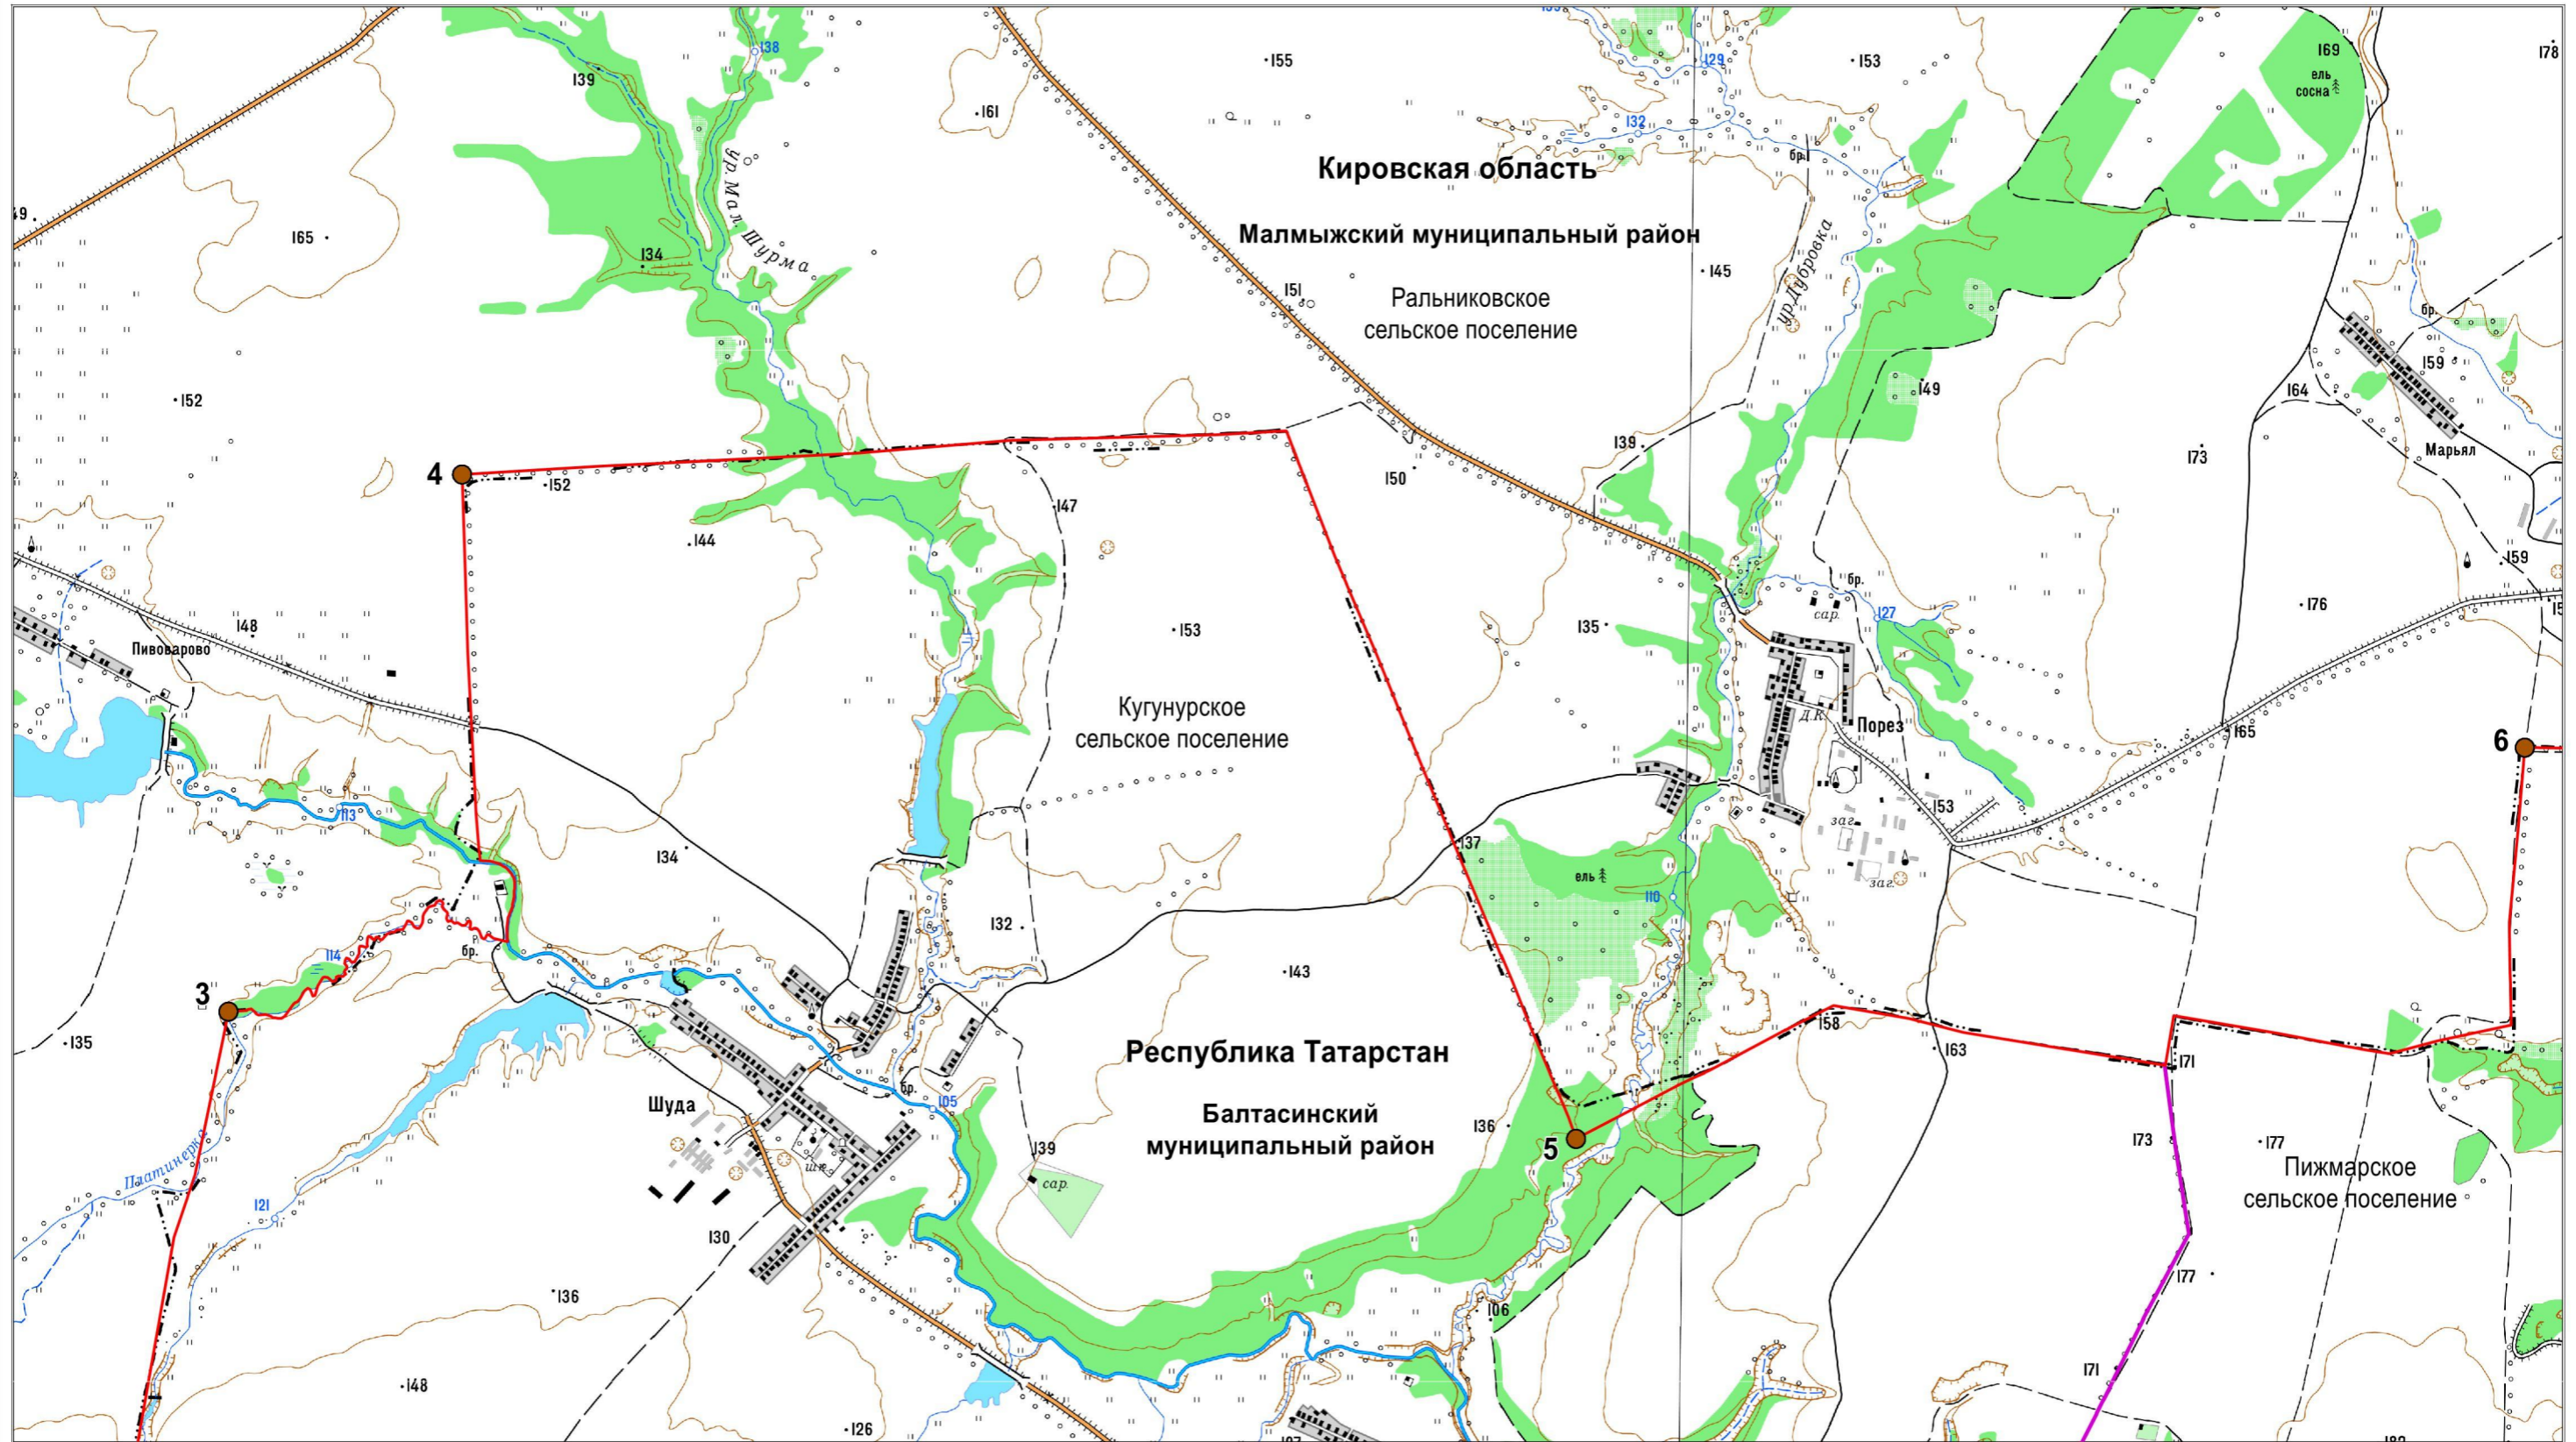 138
129
155
153
169
178
ель
сосна
139
161
132
бр.
ур. Мал. Шурма
Кировская область
49
165
134
Малмыжский муниципальный район
145
ур. Дубровка
151
Ральниковское
сельское поселение
бр.
159
164
149
152
139
173
Марьял
4
152
150
147
144
159
бр.
127
176
сар.
148
153
135
Пивоварово
Кугунурское
сельское поселение
Д.К.
Порез
165
6
113
153
137
заг.
134
ель
заг.
110
132
бр.
114
143
3
135
158
163
Республика Татарстан
171
бр.
105
Шуда
Балтасинский
муниципальный район
136
5
173
177
Платинерка
139
шк.
сар.
Пижмарское
сельское поселение
121
130
177
136
106
171
148
126